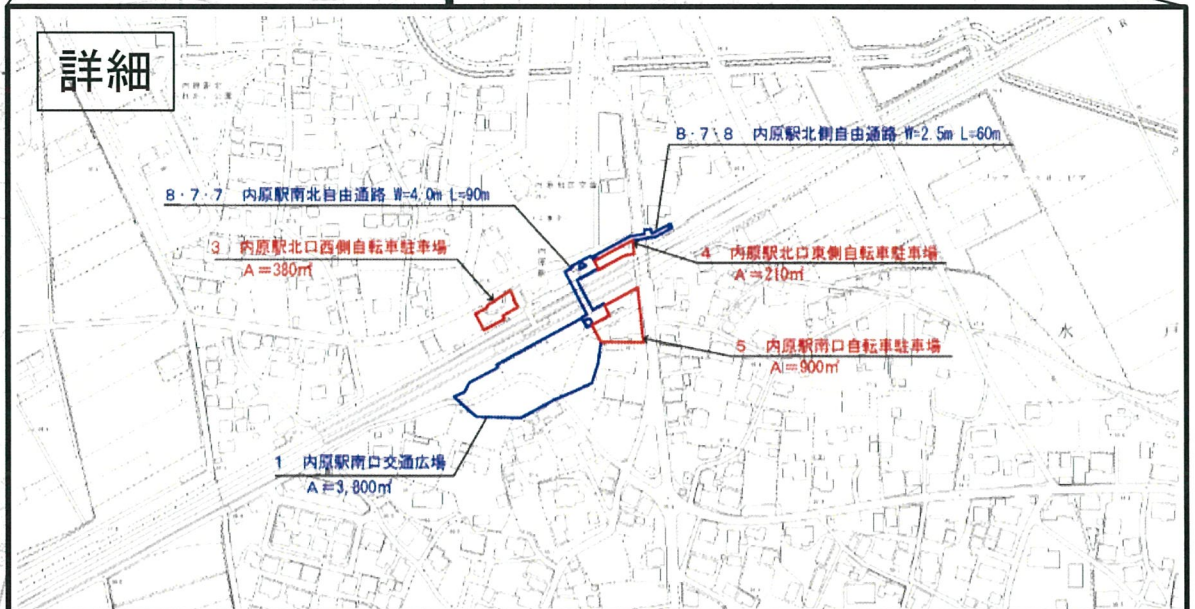 詳細
8・7・8 内原駅北側自由通路 W=2.5m L=60m
8・7・7 内原駅南北自由通路 W=4.0m L=90m
3 内原駅北口西側自転車駐車場
A=380㎡
4 内原駅北口東側自転車駐車場
A=210㎡
5 内原駅南口自転車駐車場
A=900㎡
1 内原駅南口交通広場
A=3,800㎡
内原駅
水戸